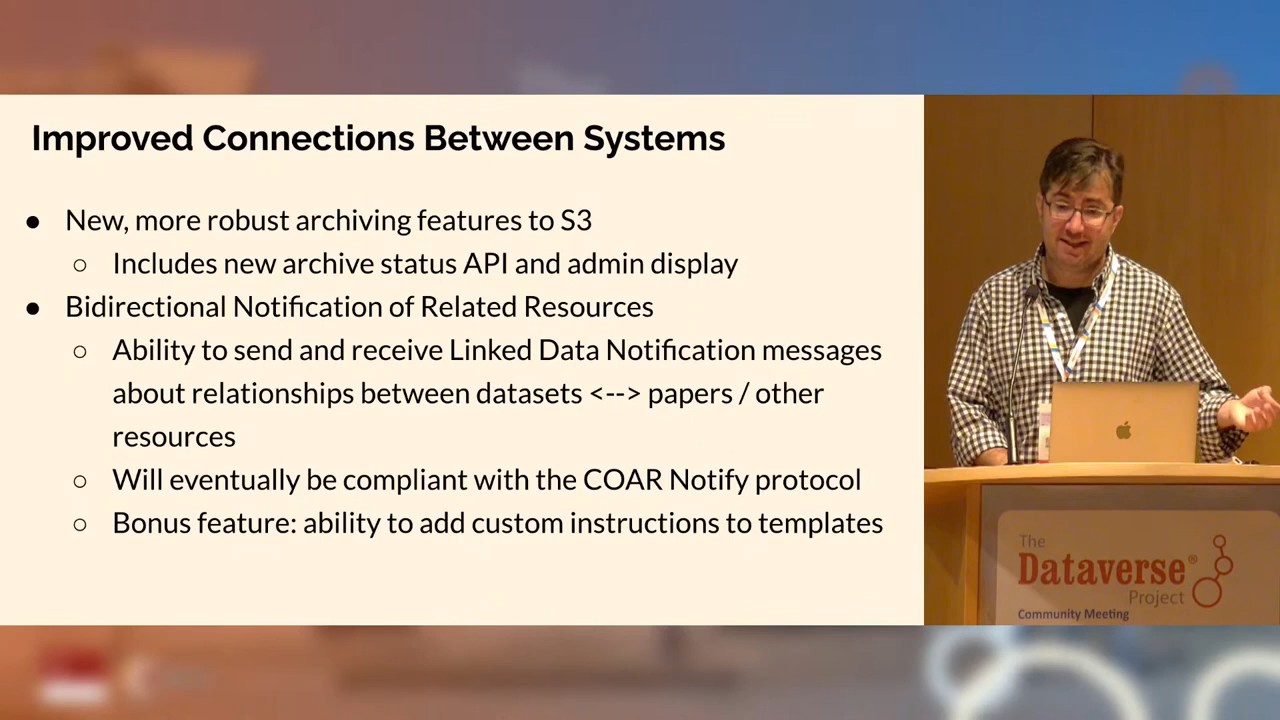 Improved Connections Between Systems
● New, more robust archiving features to S3
○ Includes new archive status API and admin display
● Bidirectional Notification of Related Resources
○ Ability to send and receive Linked Data Notification messages
about relationships between datasets <--> papers / other
resources
○ Will eventually be compliant with the COAR Notify protocol
○ Bonus feature: ability to add custom instructions to templates
The
Dataverse®
Project
Community Meeting